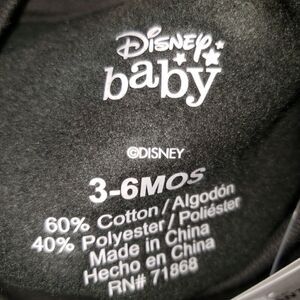 Disney
baby
©DISNEY
3-6MOS
60% Cotton/Algodón
40% Polyester/Poliéster
Made in China
Hecho en China
RN# 71868